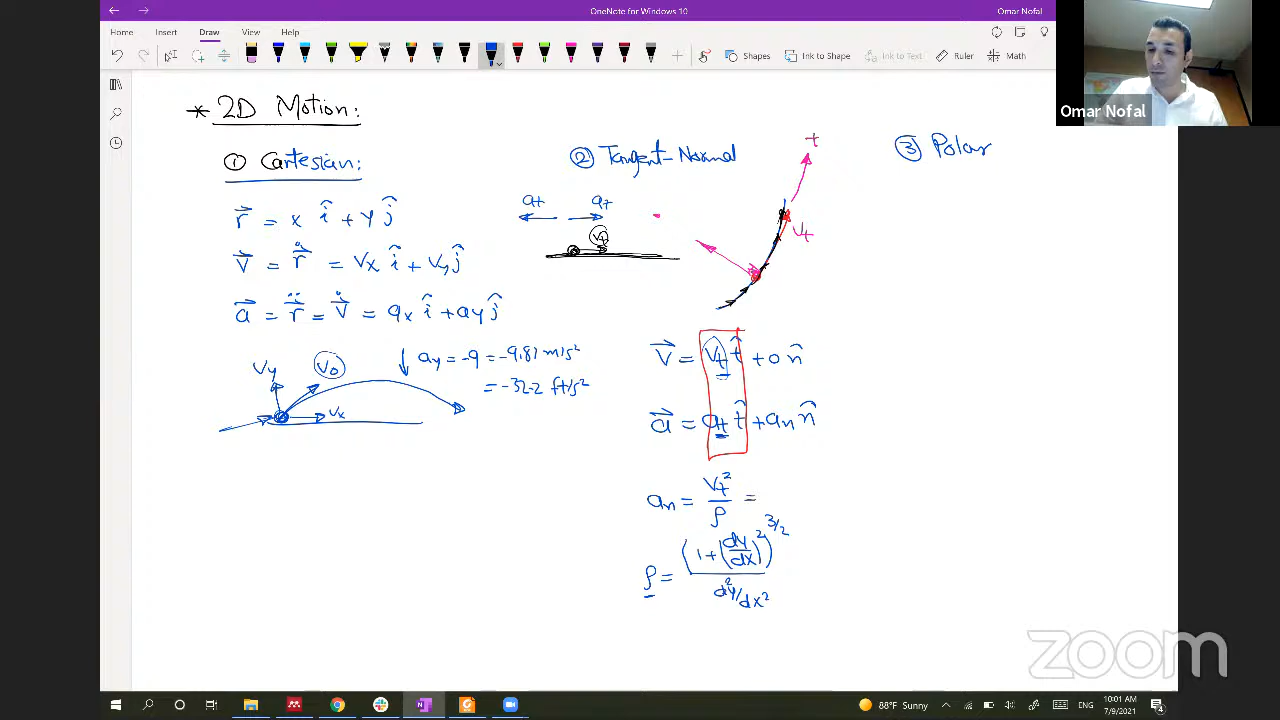 OneNote for Windows 10
Omar Nofal
Home Insert Draw View Help
Shapes Ink to Shape Ink to Text Ruler Math
Omar Nofal
* 2D Motion:
① Cartesian:
r⃗ = x î + y ĵ
v⃗ = ṙ⃗ = vx î + vy ĵ
a⃗ = r̈⃗ = v̇⃗ = ax î + ay ĵ
Vy V0 Vx
ay = -g = -9.81 m/s²
= -32.2 ft/s²
② Tangent-Normal
at at
t
Vt
V⃗ = Vt t̂ + 0 n̂
a⃗ = at t̂ + an n̂
an = Vt²/ρ =
ρ = (1+(dy/dx)²)^3/2 / d²y/dx²
③ Polar
zoom
88°F Sunny
ENG
10:01 AM
7/9/2021
4